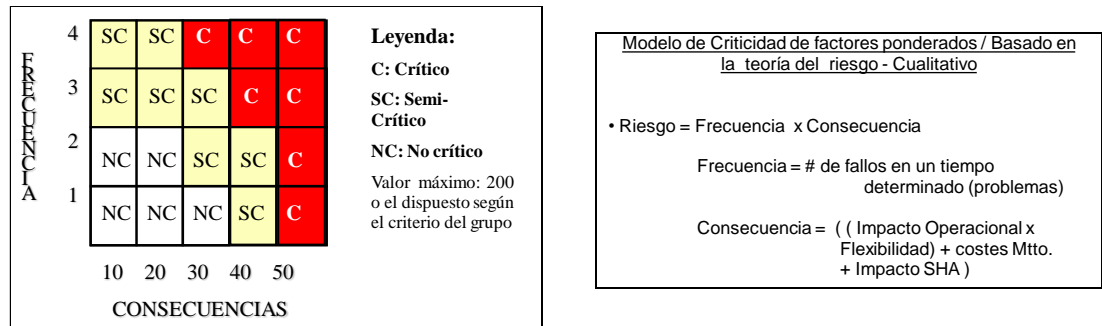 FRECUENCIA
4 SC SC C C C
3 SC SC SC C C
2 NC NC SC SC C
1 NC NC NC SC C
10 20 30 40 50
CONSECUENCIAS
Leyenda:
C: Crítico
SC: Semi-
Crítico
NC: No crítico
Valor máximo: 200
o el dispuesto según
el criterio del grupo
Modelo de Criticidad de factores ponderados / Basado en
la teoría del riesgo - Cualitativo
• Riesgo = Frecuencia x Consecuencia
Frecuencia = # de fallos en un tiempo
determinado (problemas)
Consecuencia = ( ( Impacto Operacional x
Flexibilidad) + costes Mtto.
+ Impacto SHA )